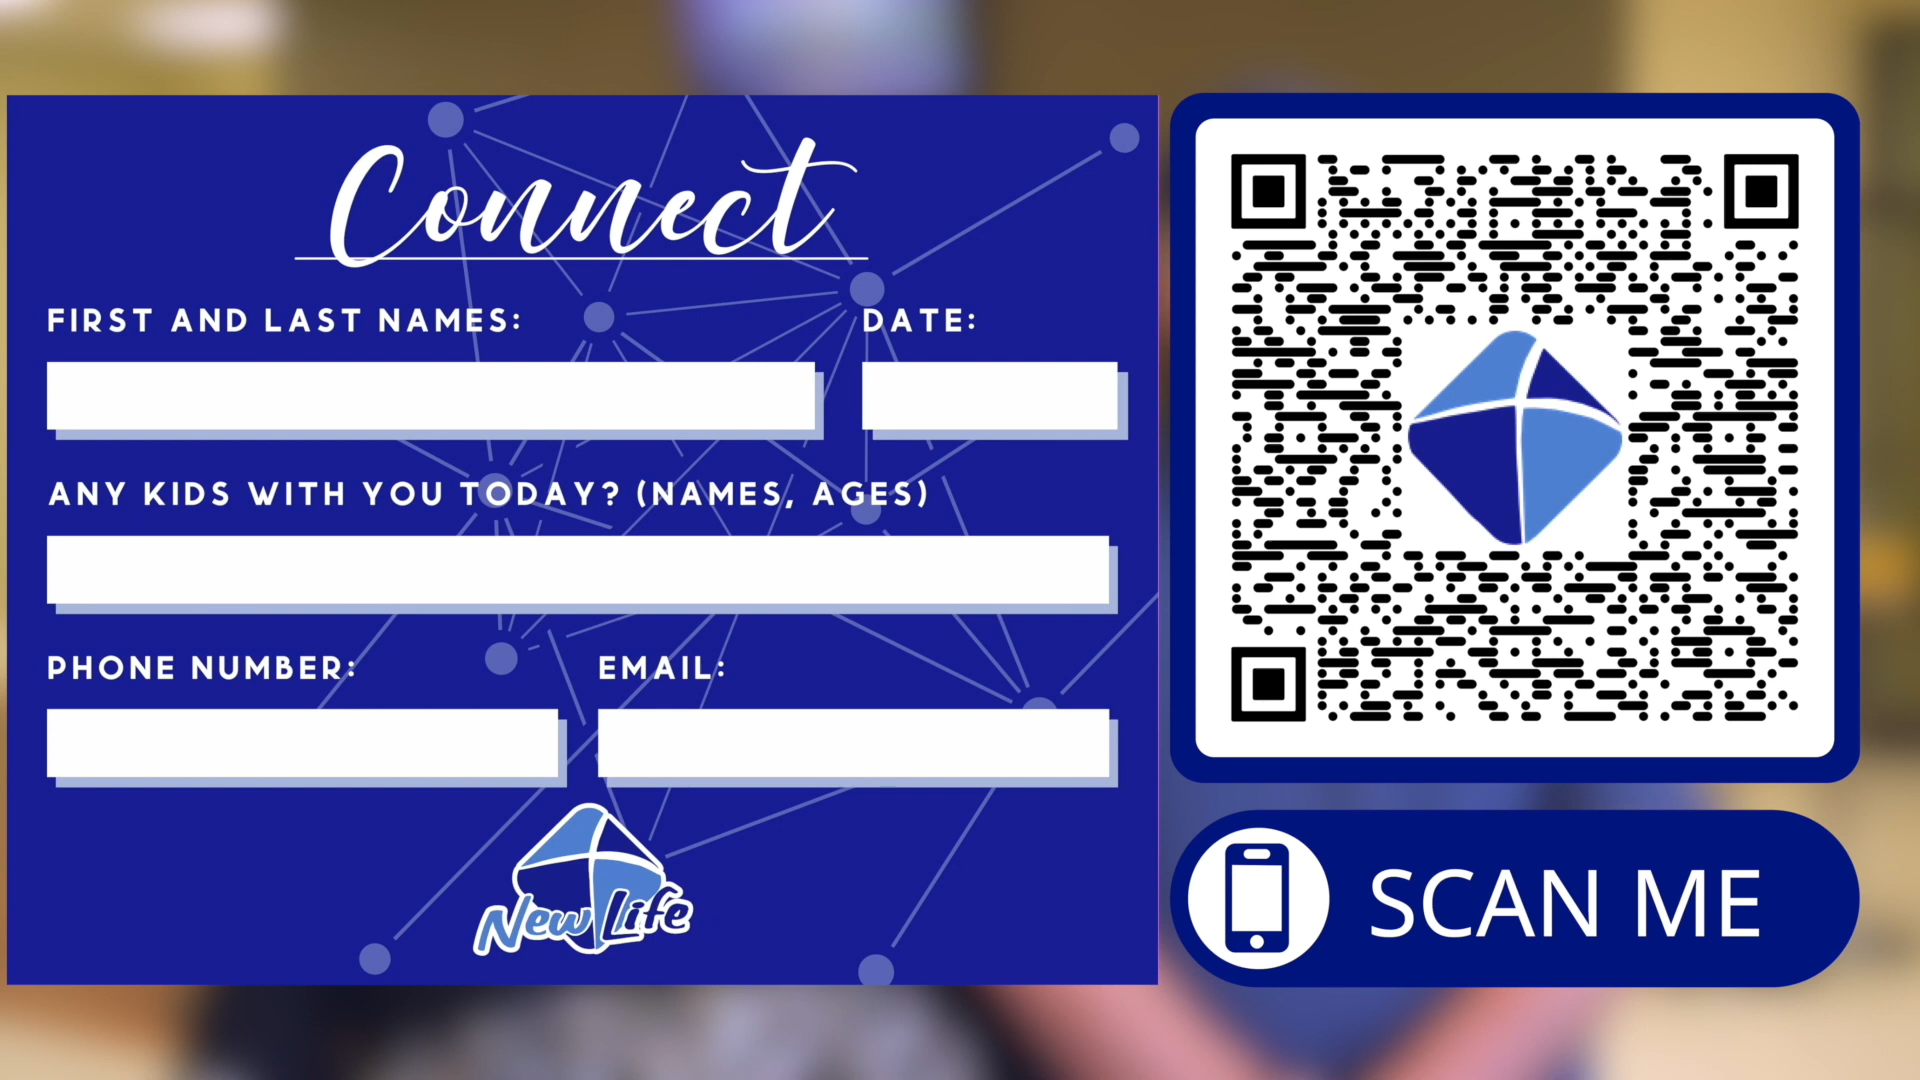 Connect
FIRST AND LAST NAMES:
DATE:
ANY KIDS WITH YOU TODAY? (NAMES, AGES)
PHONE NUMBER:
EMAIL:
New Life
SCAN ME